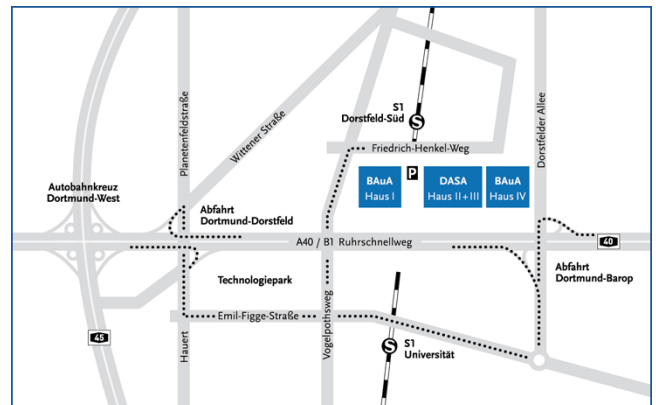 S1
Dorstfeld-Süd
S
Planetenfeldstraße
Wittener Straße
Dorstfelder Allee
Friedrich-Henkel-Weg
P
BAuA
Haus I
DASA
Haus II+III
BAuA
Haus IV
Autobahnkreuz
Dortmund-West
Abfahrt
Dortmund-Dorstfeld
A40 / B1 Ruhrschnellweg
40
Abfahrt
Dortmund-Barop
Technologiepark
Emil-Figge-Straße
Vogelpothsweg
Hauert
45
S
S1
Universität